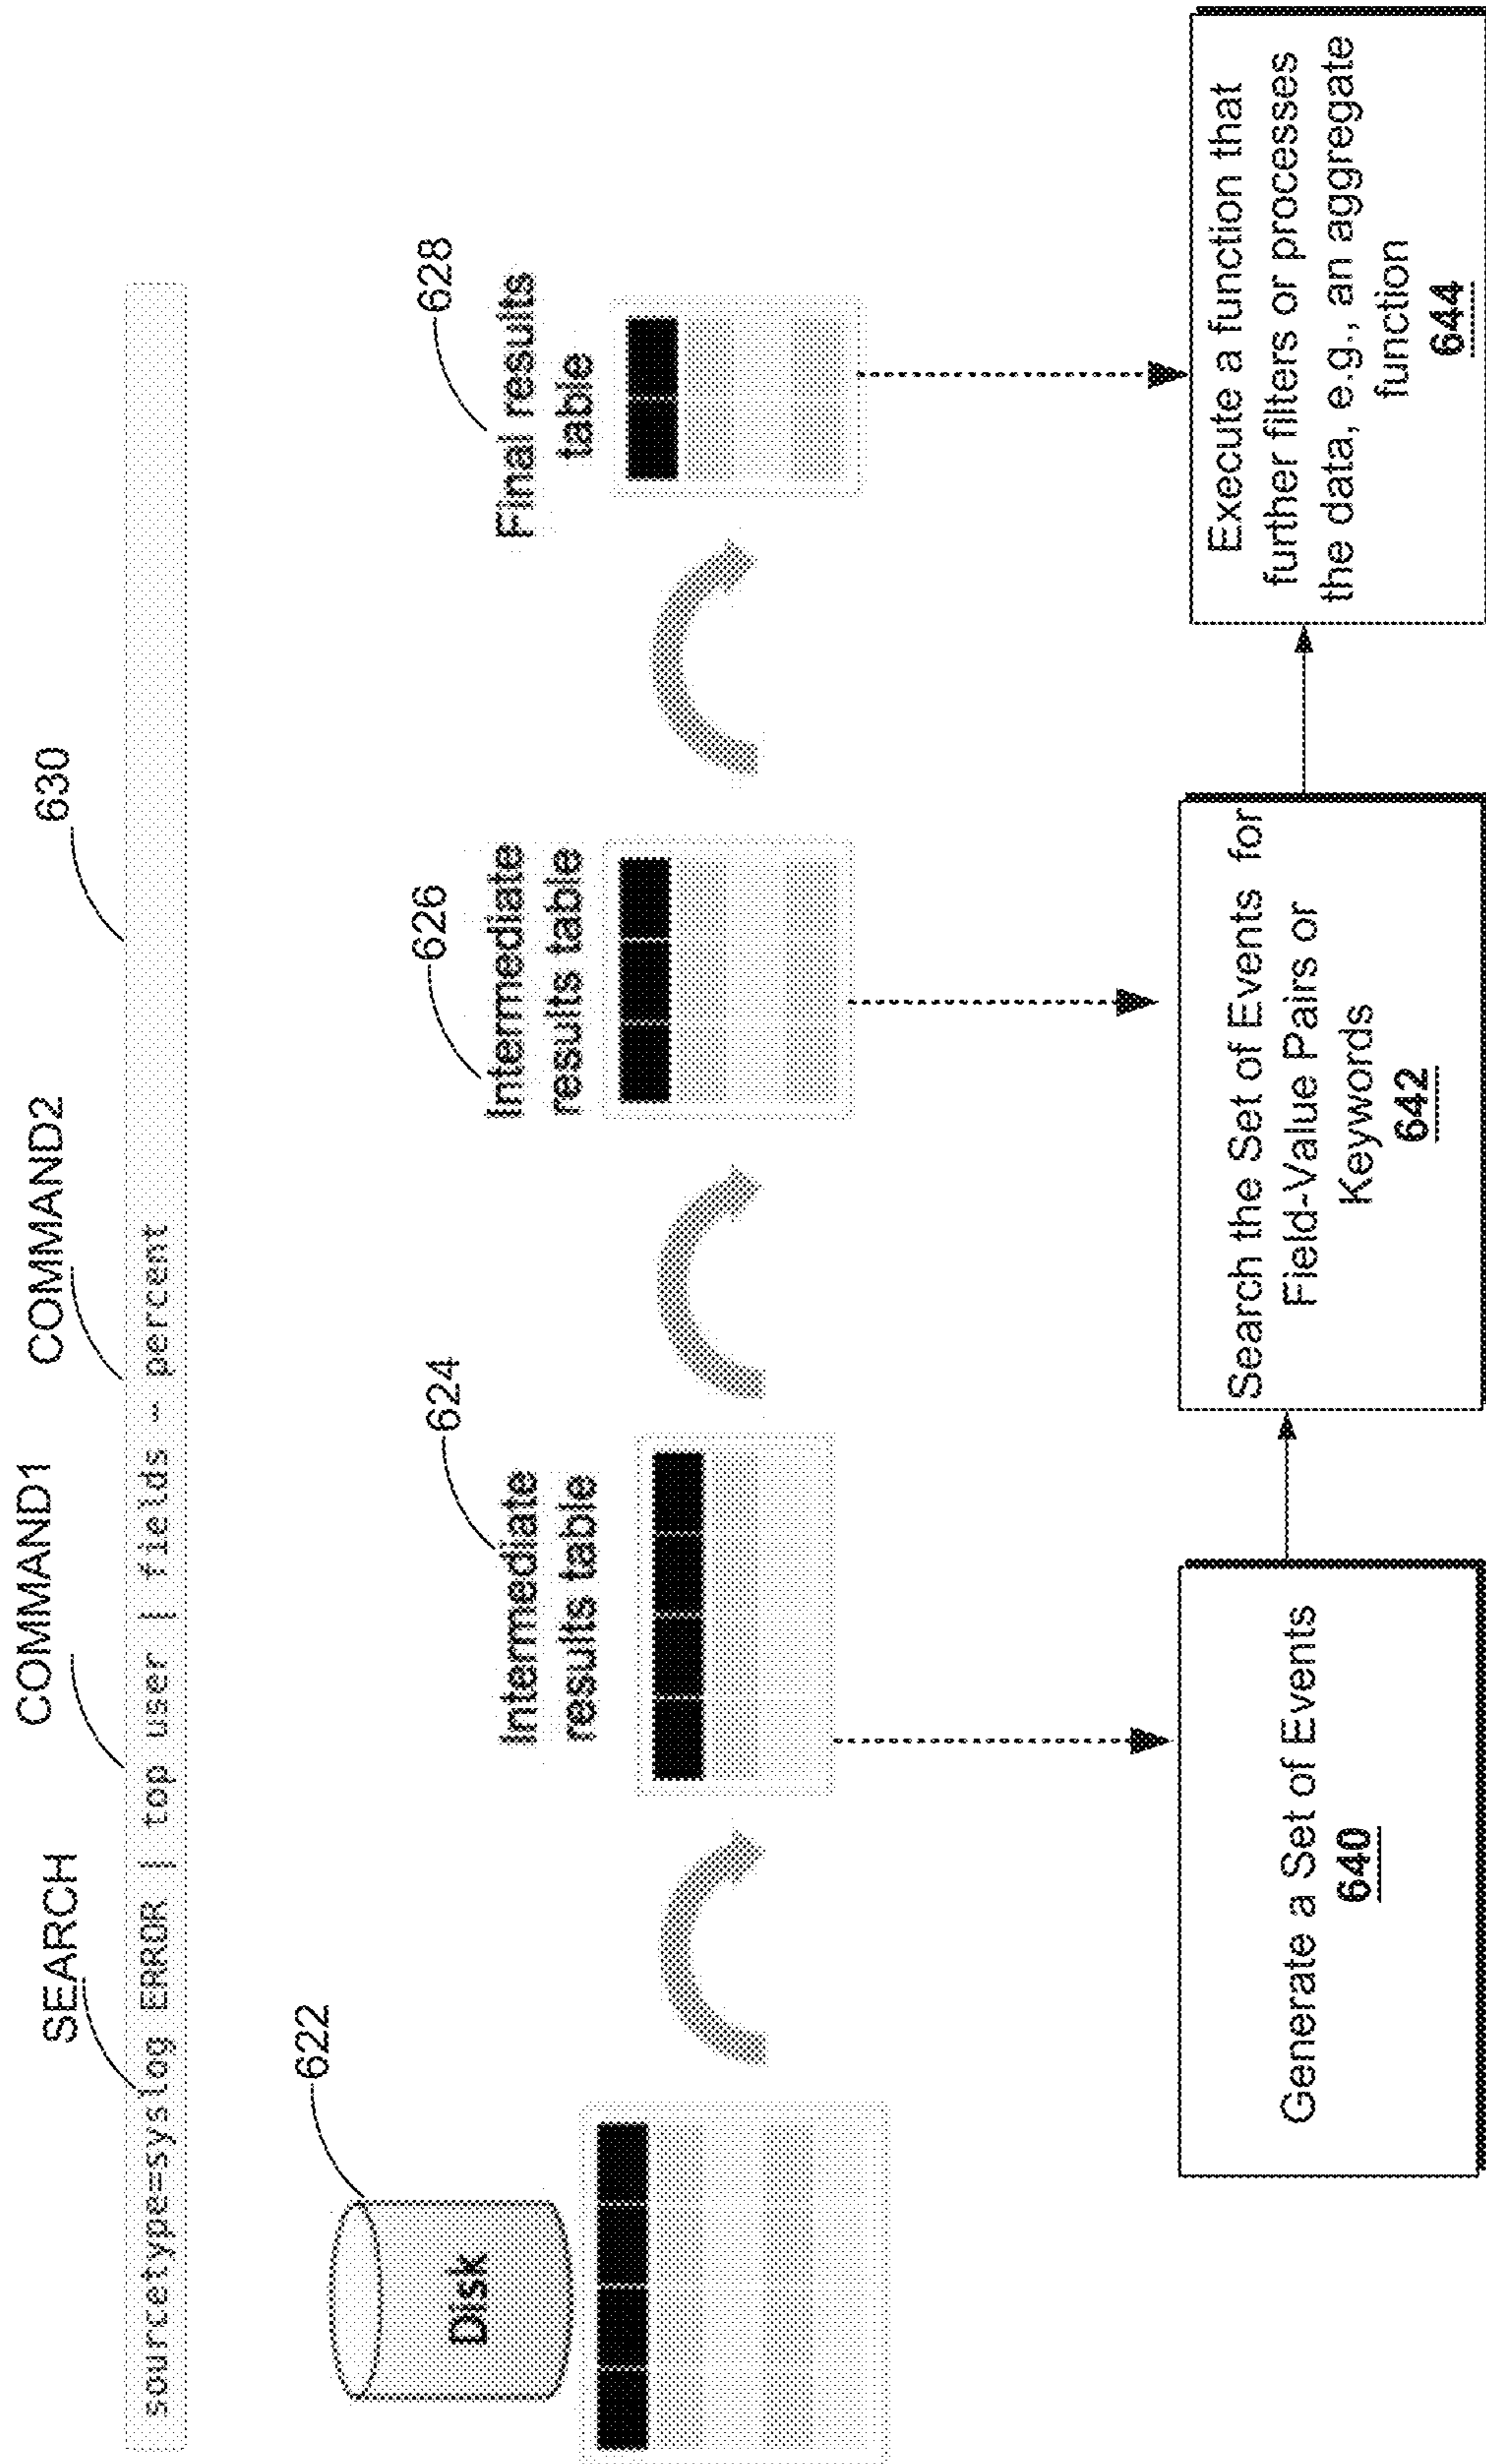 SEARCH
COMMAND1
COMMAND2
630
sourcetype=syslog ERROR | top user | fields - percent
622
Disk
624
Intermediate
results table
626
Intermediate
results table
628
Final results
table
Generate a Set of Events
640
Search the Set of Events for
Field-Value Pairs or
Keywords
642
Execute a function that
further filters or processes
the data, e.g., an aggregate
function
644